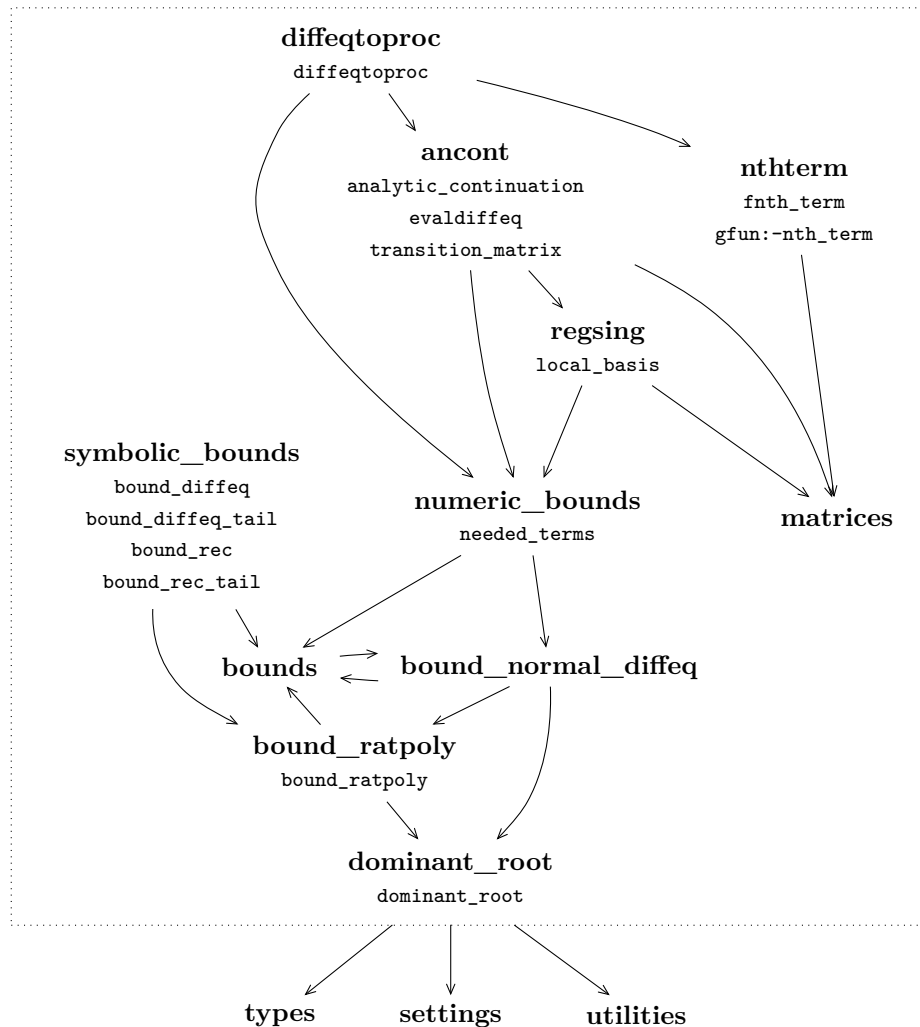 diffeqtoproc
diffeqtoproc
ancont
analytic_continuation
evaldiffeq
transition_matrix
nthterm
fnth_term
gfun:-nth_term
regsing
local_basis
symbolic_bounds
bound_diffeq
bound_diffeq_tail
bound_rec
bound_rec_tail
numeric_bounds
needed_terms
matrices
bounds
bound_normal_diffeq
bound_ratpoly
bound_ratpoly
dominant_root
dominant_root
types
settings
utilities